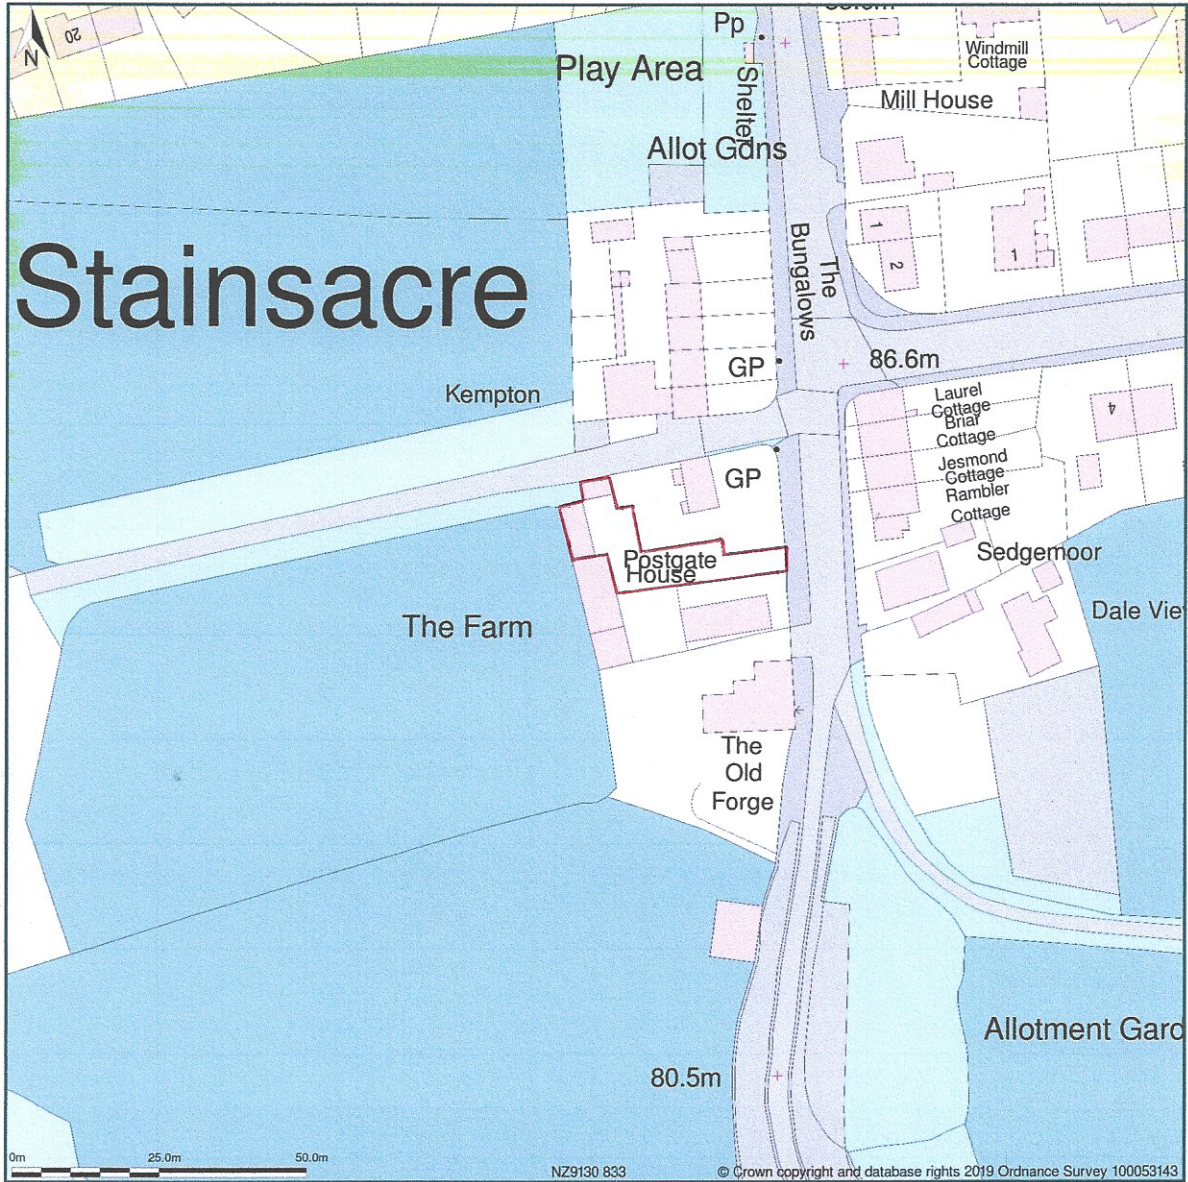 N
20
Pp
Play Area
Shelter
Allot Gdns
Windmill
Cottage
Mill House
1
2
1
The
Bungalows
Stainsacre
GP
86.6m
Kempton
Laurel
Cottage
Briar
Cottage
Jesmond
Cottage
Rambler
Cottage
4
GP
Sedgemoor
Postgate
House
The Farm
Dale Vie
The
Old
Forge
Allotment Gard
80.5m
0m 25.0m 50.0m
NZ9130 833
© Crown copyright and database rights 2019 Ordnance Survey 100053143